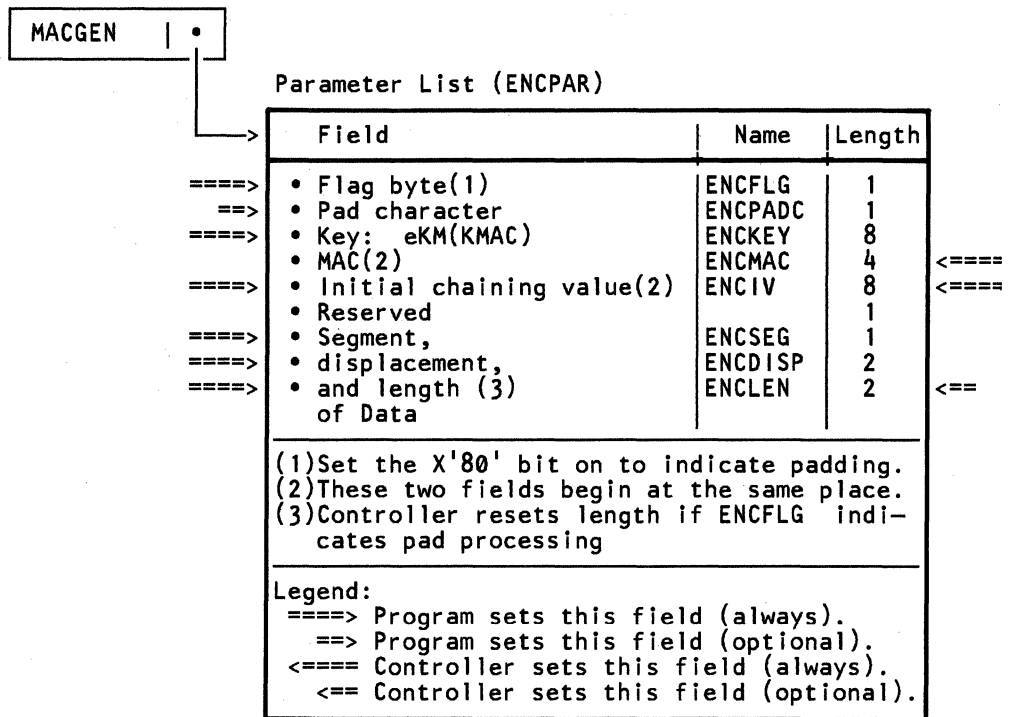 MACGEN | •
Parameter List (ENCPAR)
> Field | Name |Length
====> • Flag byte(1) ENCFLG 1
==> • Pad character ENCPADC 1
====> • Key: eKM(KMAC) ENCKEY 8
• MAC(2) ENCMAC 4 <====
====> • Initial chaining value(2) ENCIV 8 <====
• Reserved 1
====> • Segment, ENCSEG 1
====> • displacement, ENCDISP 2
====> • and length (3) ENCLEN 2 <==
of Data
(1)Set the X'80' bit on to indicate padding.
(2)These two fields begin at the same place.
(3)Controller resets length if ENCFLG indi-
cates pad processing
Legend:
====> Program sets this field (always).
==> Program sets this field (optional).
<==== Controller sets this field (always).
<== Controller sets this field (optional).